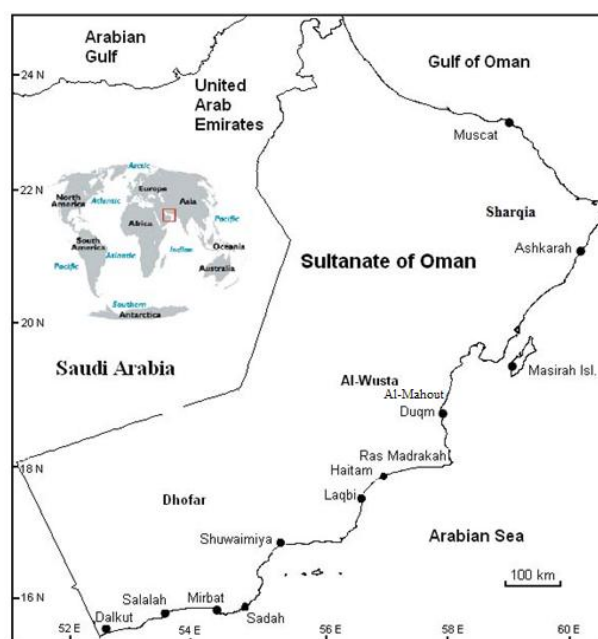 Arabian
Gulf
24 N
United
Arab
Emirates
Gulf of Oman
Muscat
22 N
Arctic
North
America
Atlantic
Europe
Asia
Pacific
Africa
South
America
Pacific
Atlantic
Indian
Oceania
Australia
Southern
Antarctica
Sharqia
Ashkarah
Sultanate of Oman
20 N
Saudi Arabia
Masirah Isl.
Al-Wusta
Al-Mahout
Duqm
18 N
Ras Madrakah
Haitam
Laqbi
Dhofar
Shuwaimiya
Arabian Sea
100 km
16 N
Salalah
Mirbat
Sadah
Dalkut
52 E
54 E
56 E
58 E
60 E